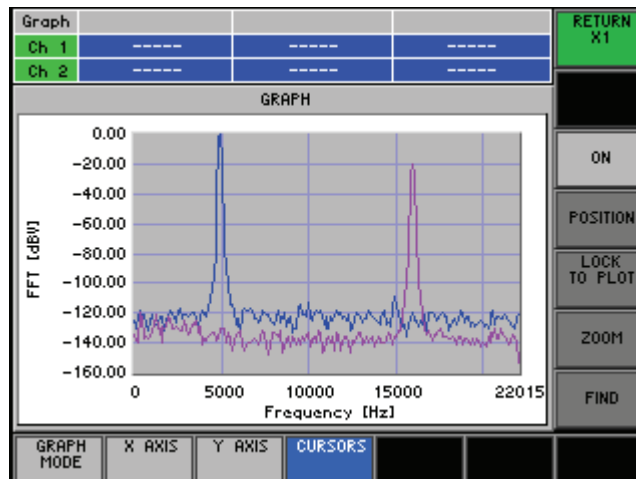 Graph
RETURN
X1
Ch 1 ----- ----- -----
Ch 2 ----- ----- -----
GRAPH
ON
POSITION
LOCK
TO PLOT
ZOOM
FIND
FFT [dBV]
0.00
-20.00
-40.00
-60.00
-80.00
-100.00
-120.00
-140.00
-160.00
0 5000 10000 15000 22015
Frequency [Hz]
GRAPH
MODE
X AXIS
Y AXIS
CURSORS